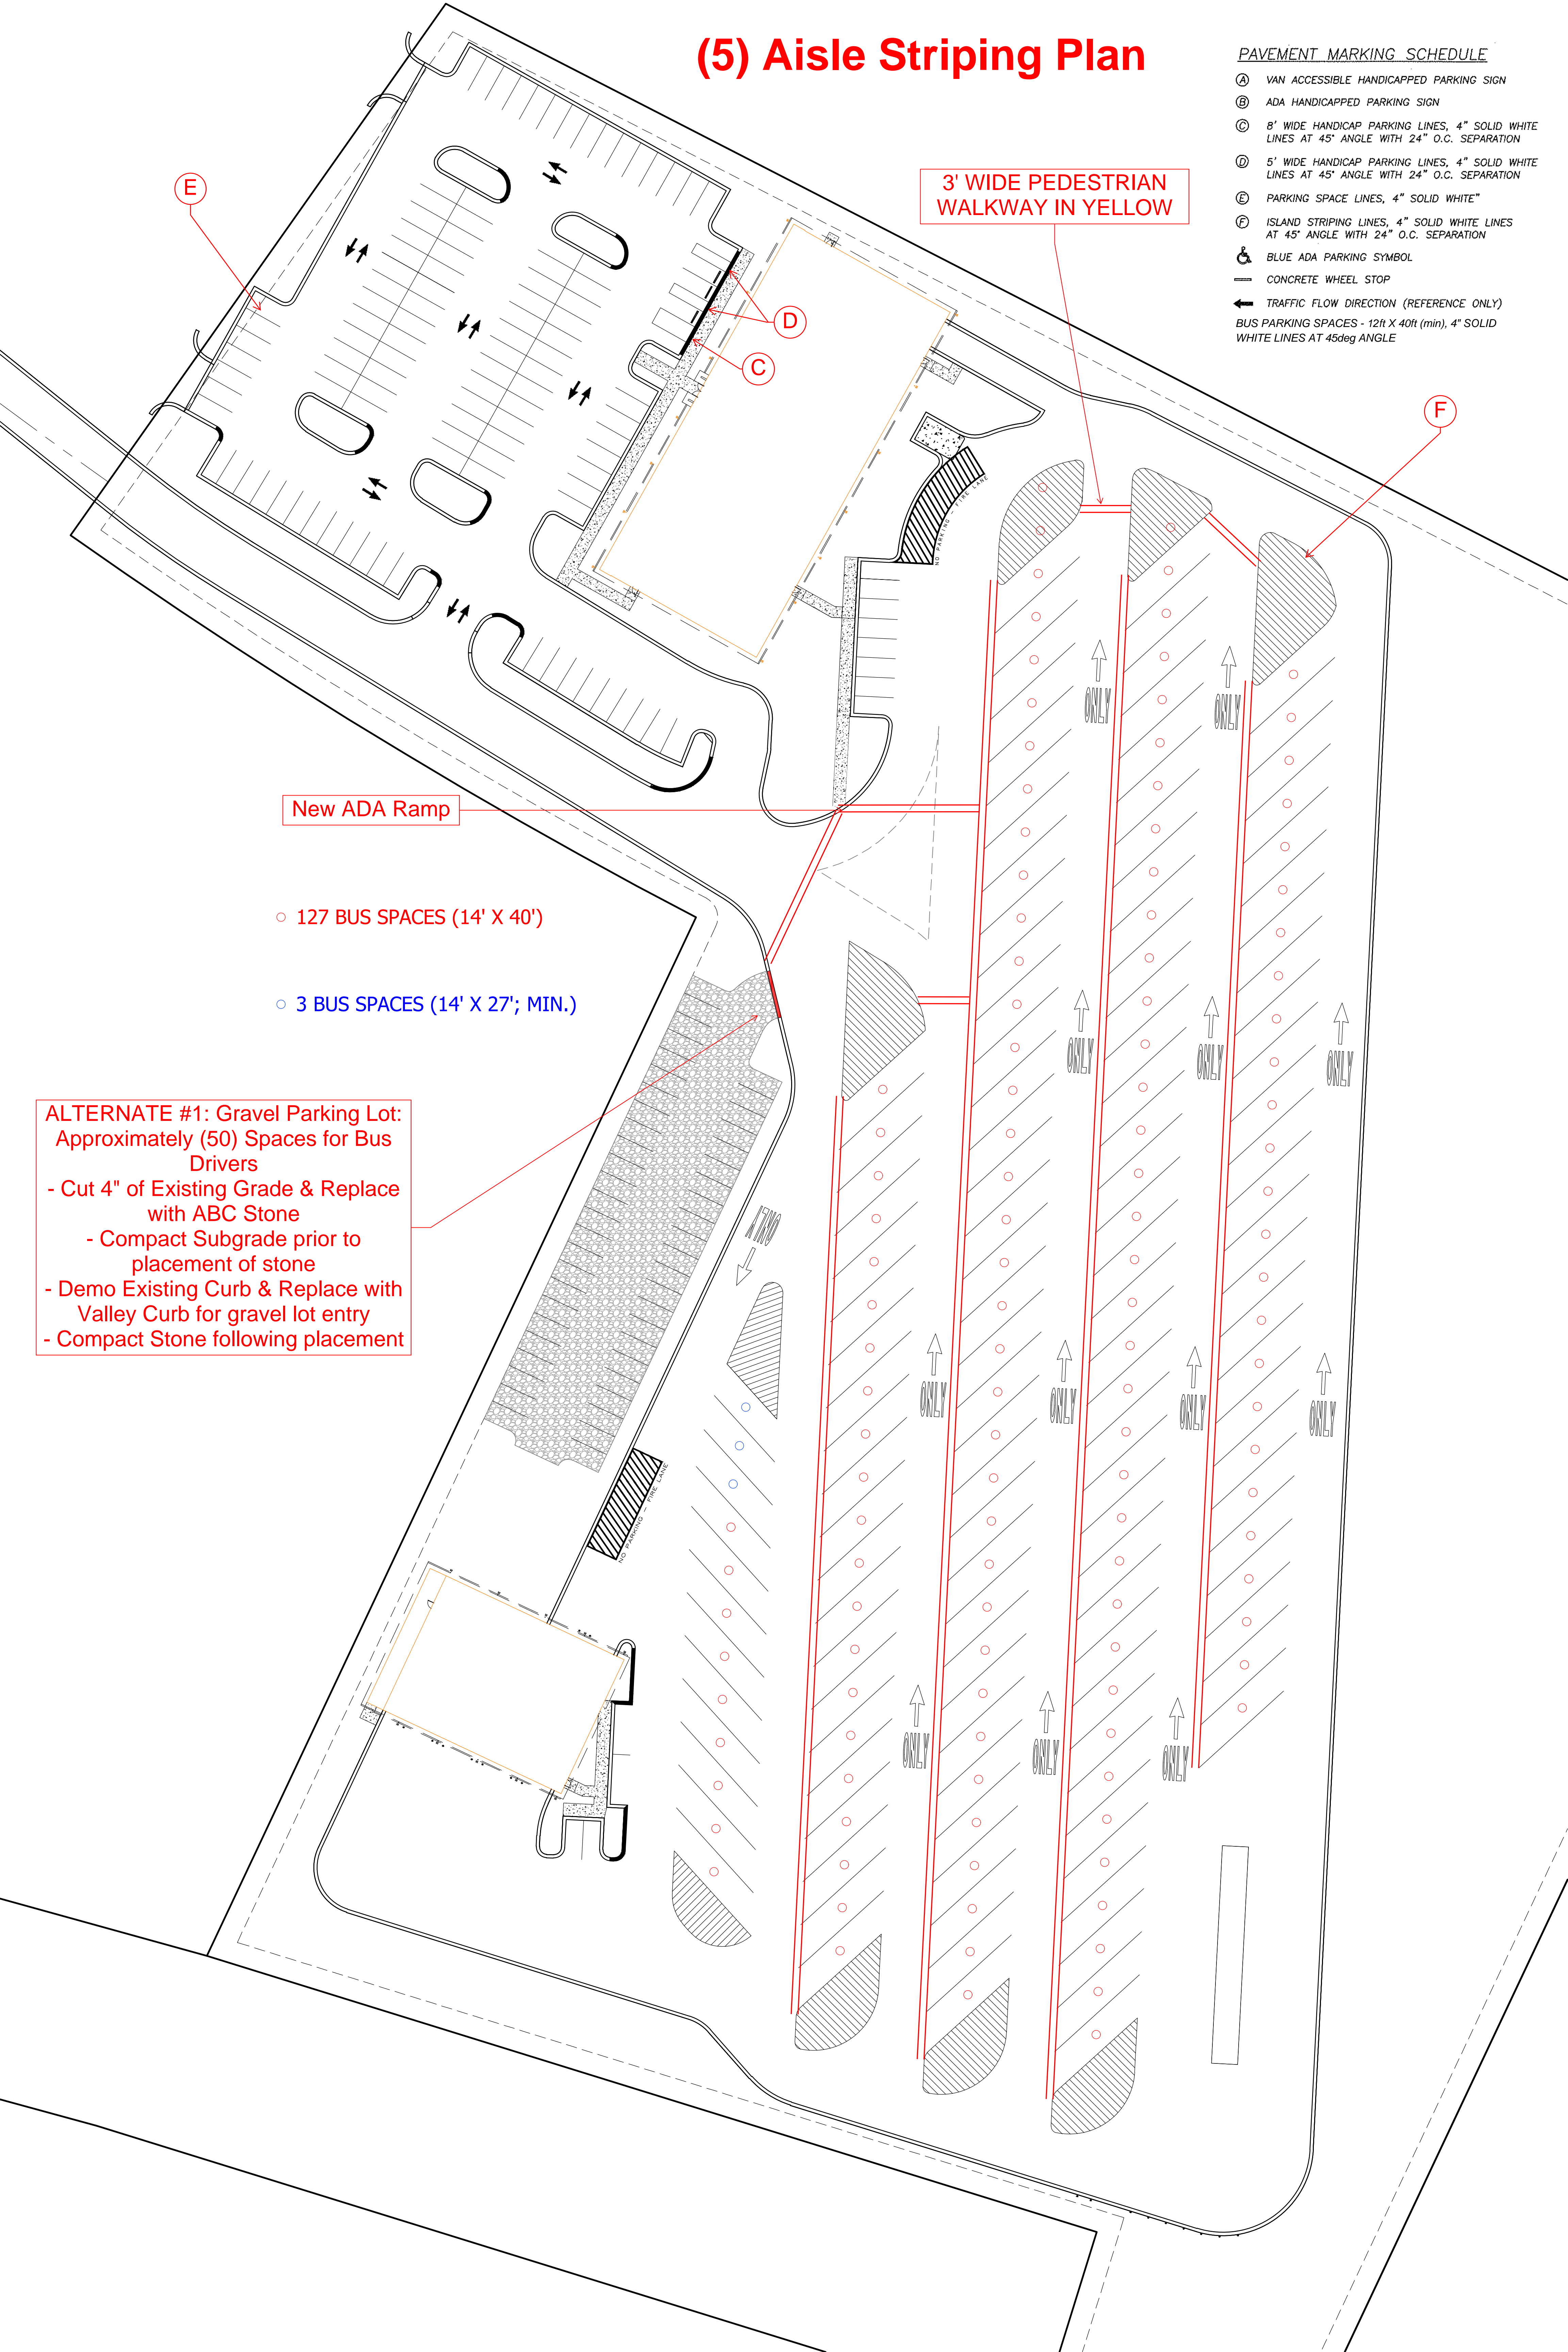 (5) Aisle Striping Plan
PAVEMENT MARKING SCHEDULE
A VAN ACCESSIBLE HANDICAPPED PARKING SIGN
B ADA HANDICAPPED PARKING SIGN
C 8' WIDE HANDICAP PARKING LINES, 4" SOLID WHITE
LINES AT 45° ANGLE WITH 24" O.C. SEPARATION
D 5' WIDE HANDICAP PARKING LINES, 4" SOLID WHITE
LINES AT 45° ANGLE WITH 24" O.C. SEPARATION
E PARKING SPACE LINES, 4" SOLID WHITE"
F ISLAND STRIPING LINES, 4" SOLID WHITE LINES
AT 45° ANGLE WITH 24" O.C. SEPARATION
BLUE ADA PARKING SYMBOL
CONCRETE WHEEL STOP
TRAFFIC FLOW DIRECTION (REFERENCE ONLY)
BUS PARKING SPACES - 12ft X 40ft (min), 4" SOLID
WHITE LINES AT 45deg ANGLE
3' WIDE PEDESTRIAN
WALKWAY IN YELLOW
E
D
C
F
NO PARKING - FIRE LANE
ONLY
ONLY
New ADA Ramp
127 BUS SPACES (14' X 40')
3 BUS SPACES (14' X 27'; MIN.)
ONLY
ONLY
ONLY
ALTERNATE #1: Gravel Parking Lot:
Approximately (50) Spaces for Bus
Drivers
- Cut 4" of Existing Grade & Replace
with ABC Stone
- Compact Subgrade prior to
placement of stone
- Demo Existing Curb & Replace with
Valley Curb for gravel lot entry
- Compact Stone following placement
ONLY
ONLY
ONLY
ONLY
ONLY
NO PARKING - FIRE LANE
ONLY
ONLY
ONLY